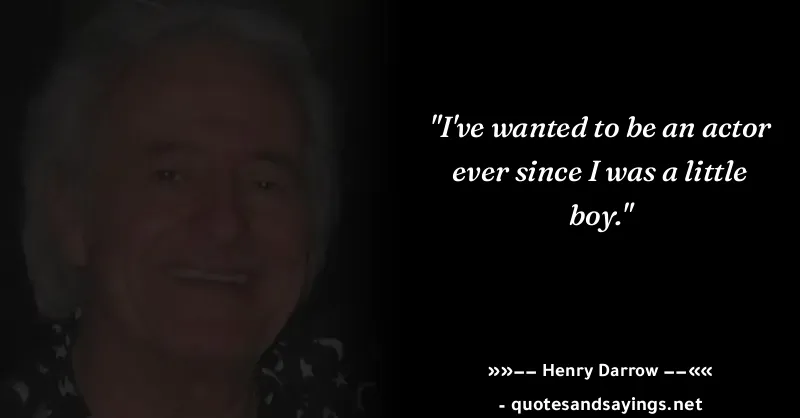 "I've wanted to be an actor
ever since I was a little
boy."
»»—— Henry Darrow ——««
- quotesandsayings.net